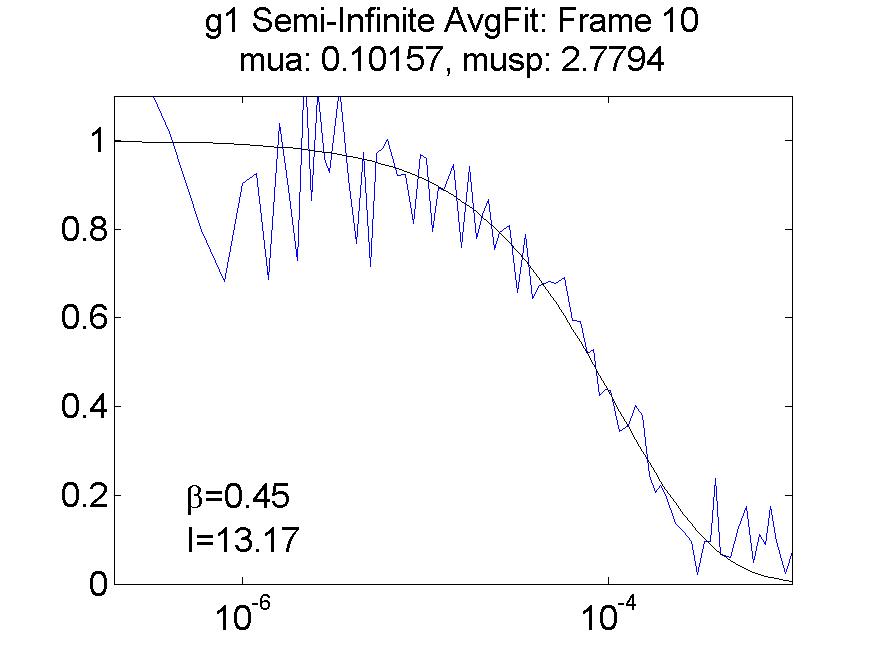 g1 Semi-Infinite AvgFit: Frame 10
mua: 0.10157, musp: 2.7794
1
0.8
0.6
0.4
0.2
0
β=0.45
I=13.17
10^-6
10^-4